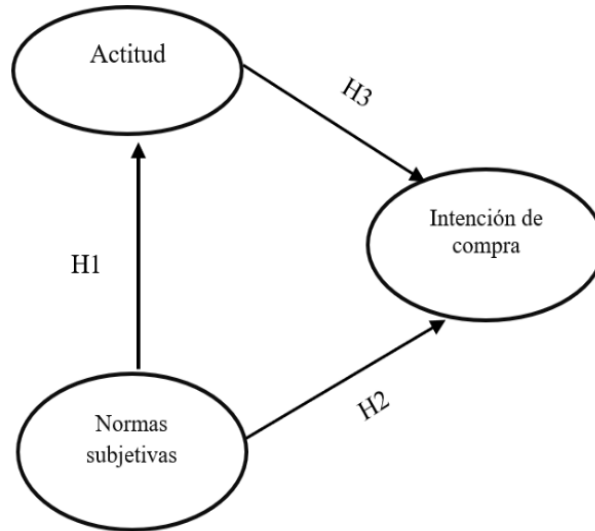 Actitud
H3
Intención de
compra
H1
H2
Normas
subjetivas